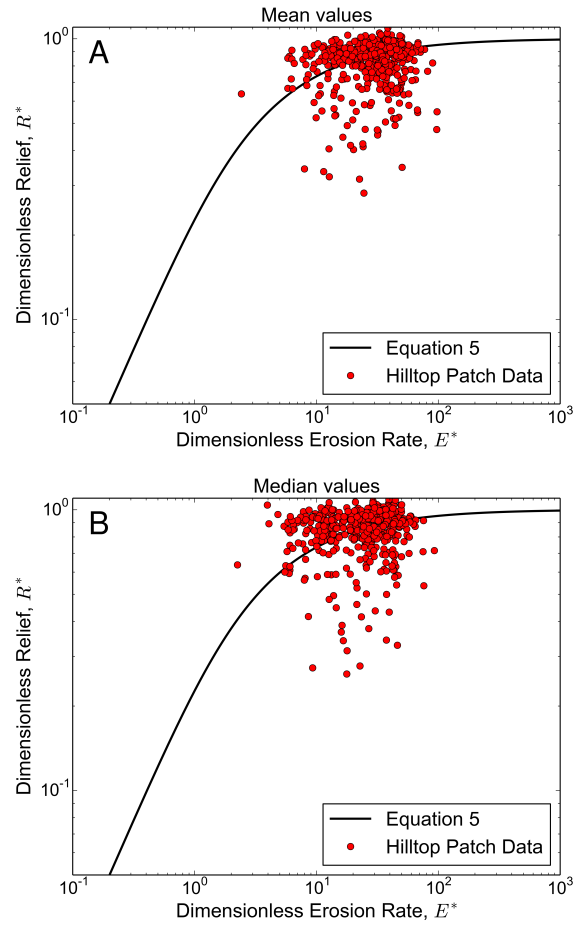 Mean values
A
10^0
10^-1
Dimensionless Relief, R*
Equation 5
Hilltop Patch Data
10^-1 10^0 10^1 10^2 10^3
Dimensionless Erosion Rate, E*
Median values
B
10^0
10^-1
Dimensionless Relief, R*
Equation 5
Hilltop Patch Data
10^-1 10^0 10^1 10^2 10^3
Dimensionless Erosion Rate, E*